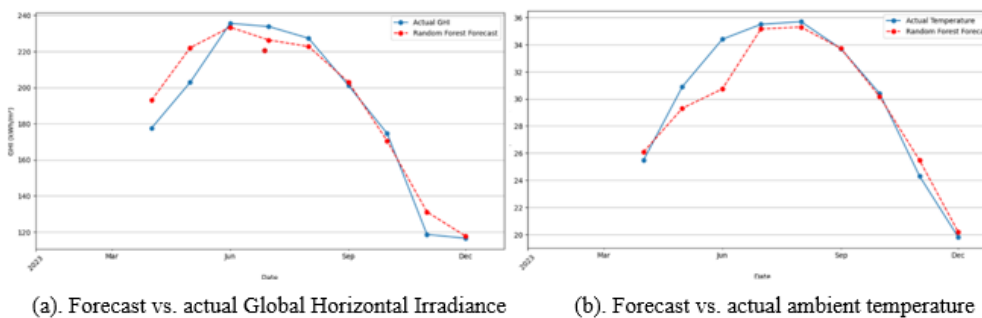 240
220
200
180
160
140
120
GHI (kWh/m²)
Actual GHI
Random Forest Forecast
2023
Mar
Jun
Sep
Dec
Date
36
34
32
30
28
26
24
22
20
Actual Temperature
Random Forest Foreca
2023
Mar
Jun
Sep
Dec
Date
(a). Forecast vs. actual Global Horizontal Irradiance
(b). Forecast vs. actual ambient temperature